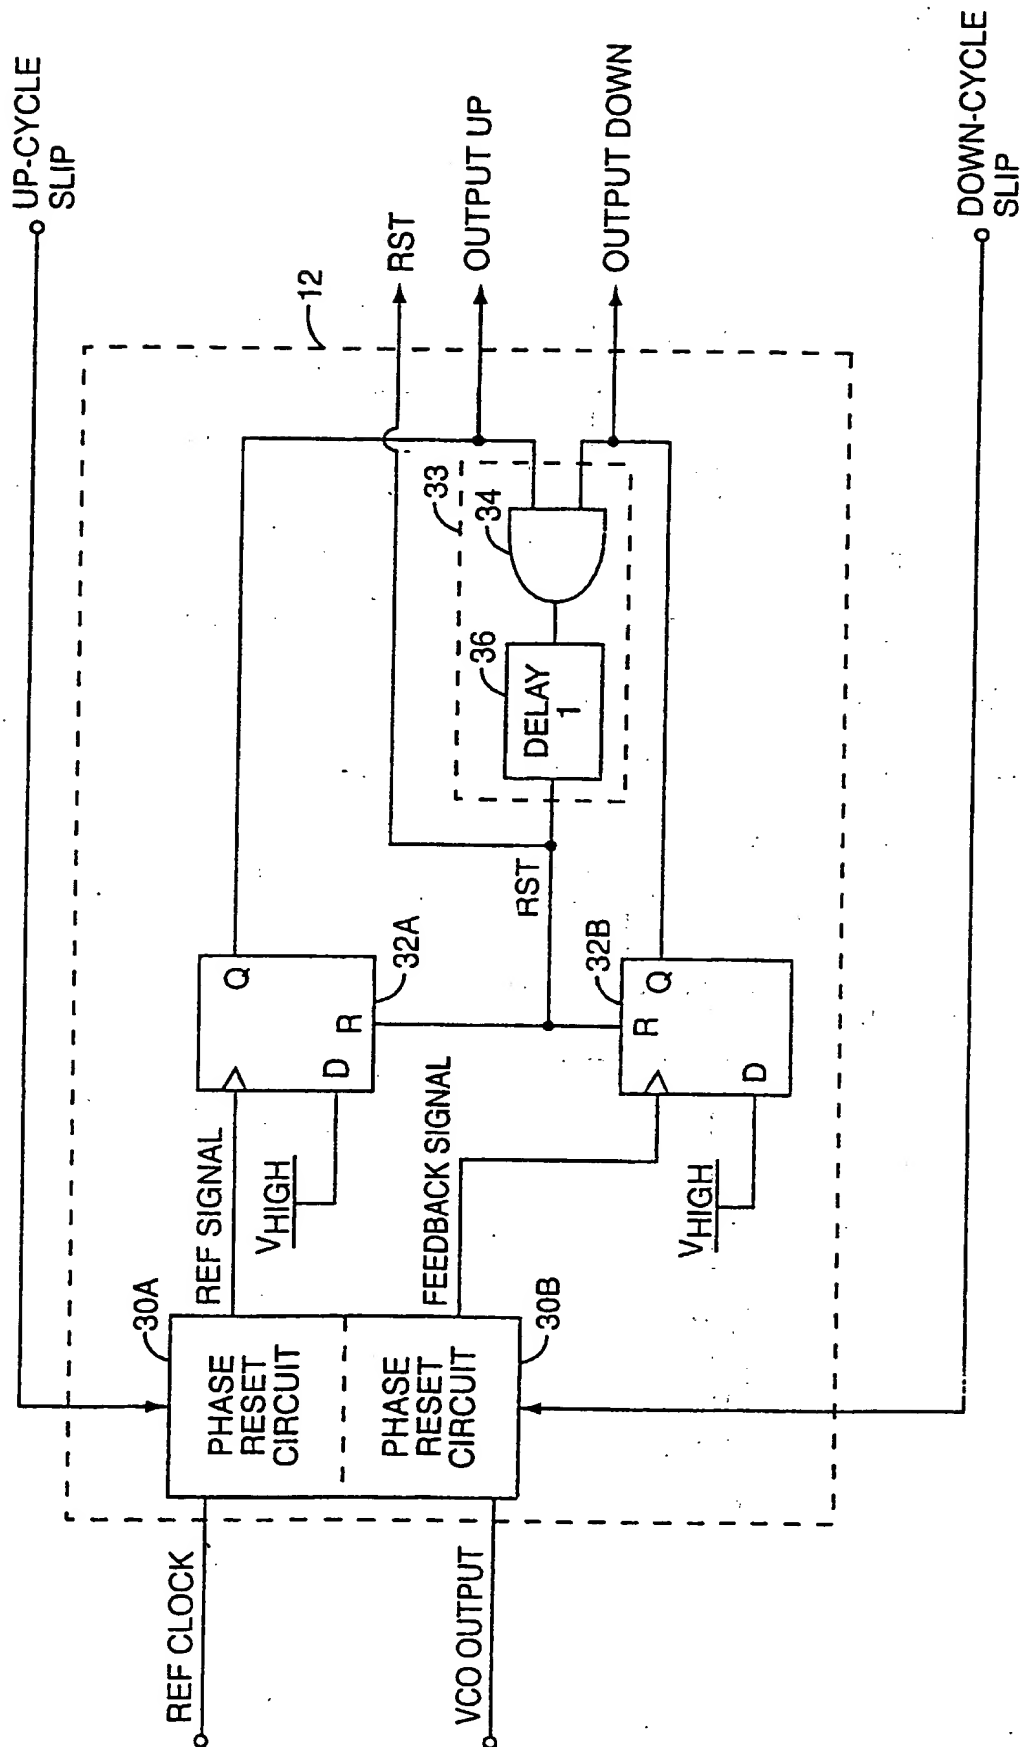 UP-CYCLE
SLIP
12
RST
OUTPUT UP
OUTPUT DOWN
33
34
36
DELAY
1
RST
Q
R
D
32A
32B
Q
R
D
REF SIGNAL
VHIGH
FEEDBACK SIGNAL
VHIGH
30A
PHASE
RESET
CIRCUIT
PHASE
RESET
CIRCUIT
30B
REF CLOCK
VCO OUTPUT
DOWN-CYCLE
SLIP